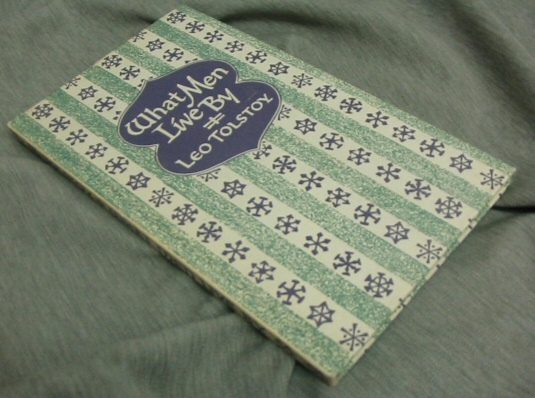 What Men
Live By
Leo Tolstoy